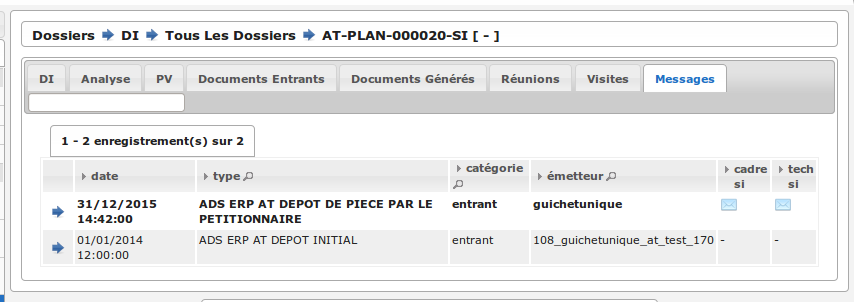 Dossiers DI Tous Les Dossiers AT-PLAN-000020-SI [ - ]
DI Analyse PV Documents Entrants Documents Générés Réunions Visites Messages
1 - 2 enregistrement(s) sur 2
date type catégorie émetteur cadre si tech si
31/12/2015 14:42:00 ADS ERP AT DEPOT DE PIECE PAR LE PETITIONNAIRE entrant guichetunique
01/01/2014 12:00:00 ADS ERP AT DEPOT INITIAL entrant 108_guichetunique_at_test_170 - -